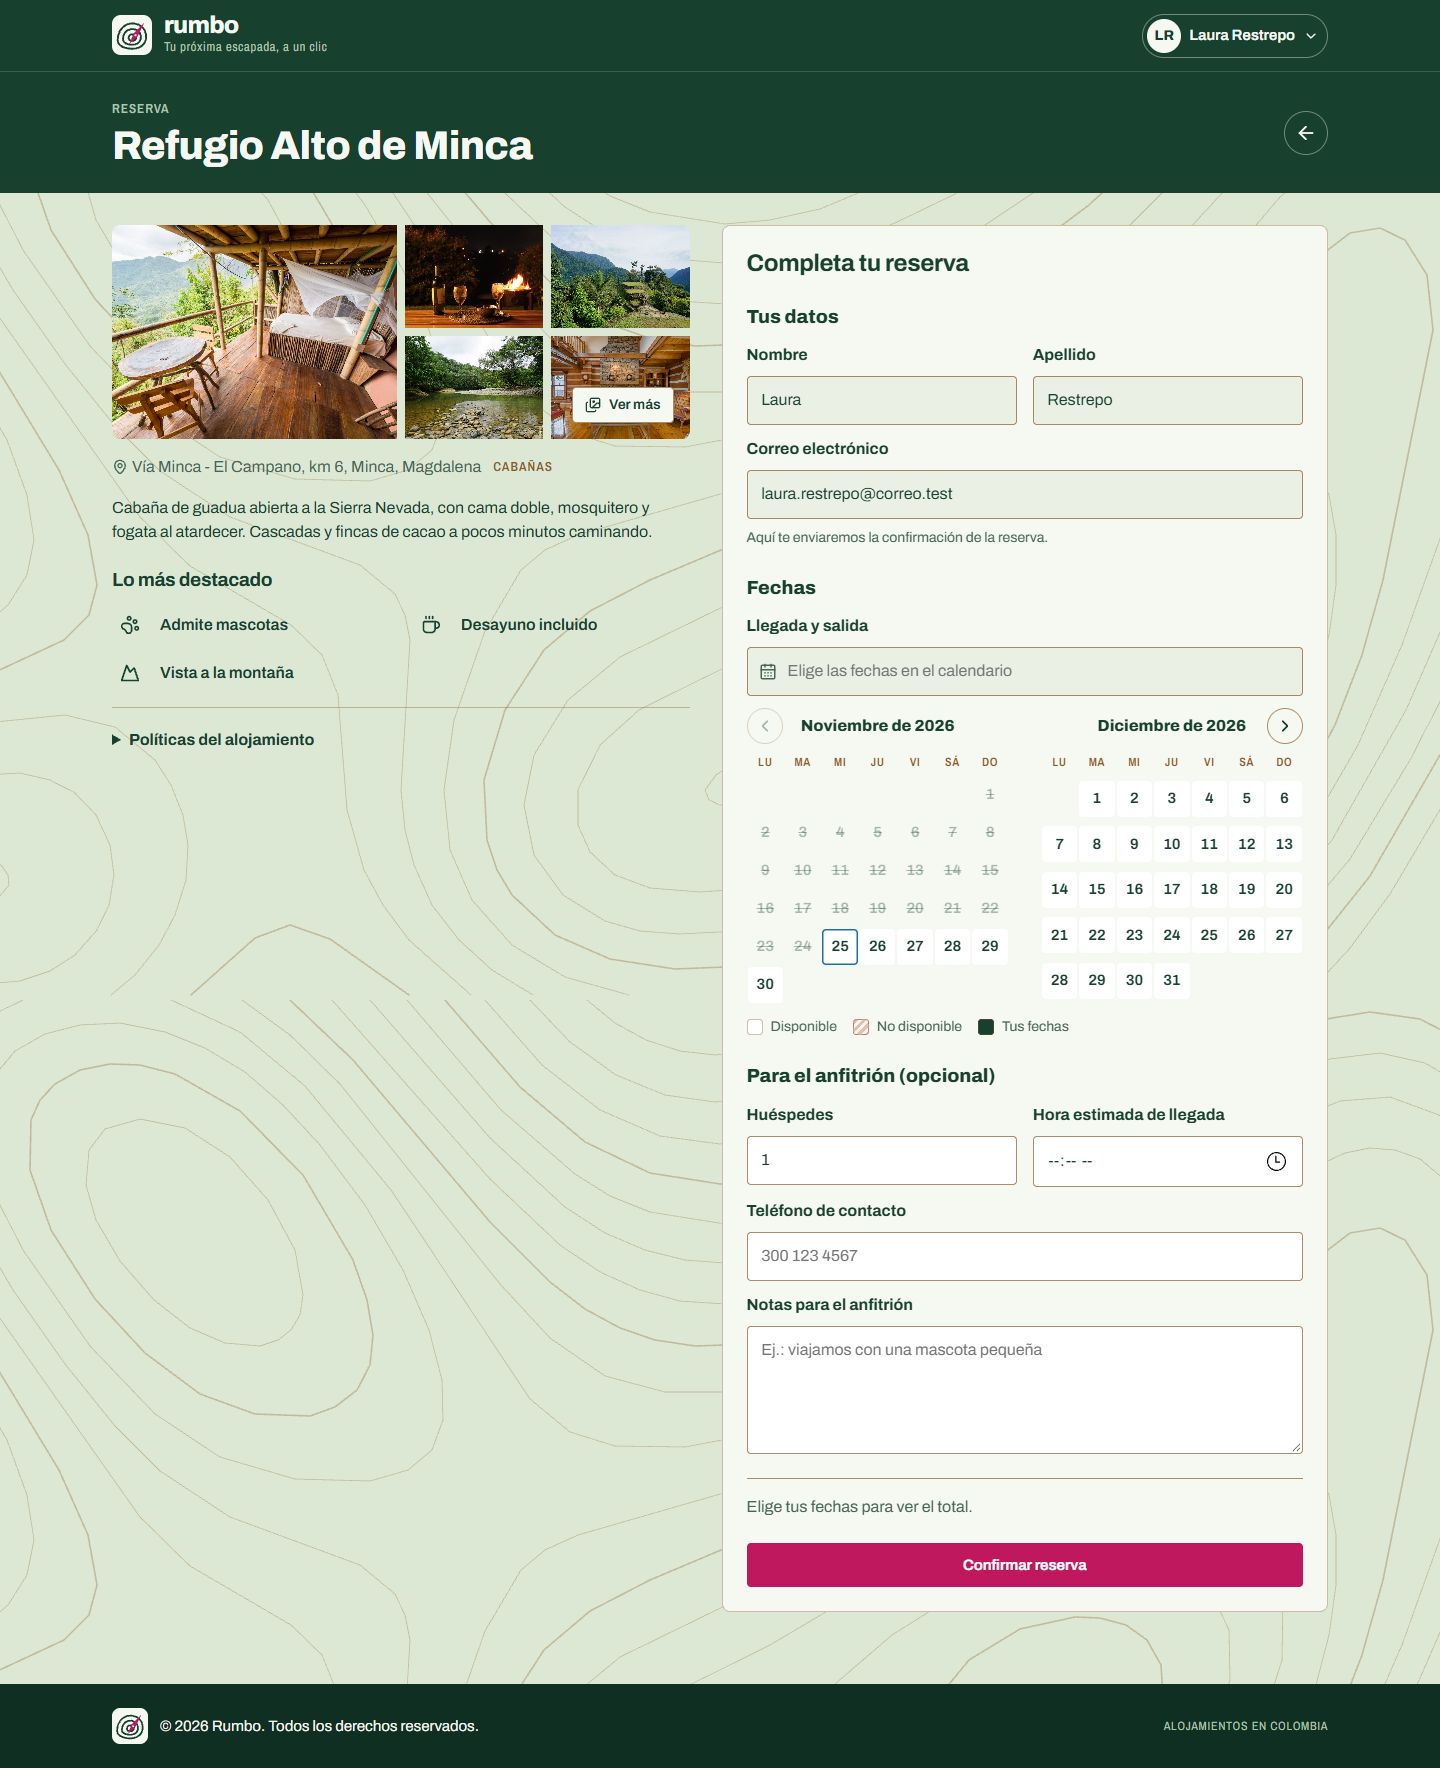 rumbo
Tu próxima escapada, a un clic
LR Laura Restrepo
RESERVA
Refugio Alto de Minca
Ver más
Vía Minca - El Campano, km 6, Minca, Magdalena CABAÑAS
Cabaña de guadua abierta a la Sierra Nevada, con cama doble, mosquitero y
fogata al atardecer. Cascadas y fincas de cacao a pocos minutos caminando.
Lo más destacado
Admite mascotas
Desayuno incluido
Vista a la montaña
Políticas del alojamiento
Completa tu reserva
Tus datos
Nombre
Apellido
Laura
Restrepo
Correo electrónico
laura.restrepo@correo.test
Aquí te enviaremos la confirmación de la reserva.
Fechas
Llegada y salida
Elige las fechas en el calendario
Noviembre de 2026
LU MA MI JU VI SÁ DO
1
2 3 4 5 6 7 8
9 10 11 12 13 14 15
16 17 18 19 20 21 22
23 24 25 26 27 28 29
30
Diciembre de 2026
LU MA MI JU VI SÁ DO
1 2 3 4 5 6
7 8 9 10 11 12 13
14 15 16 17 18 19 20
21 22 23 24 25 26 27
28 29 30 31
Disponible No disponible Tus fechas
Para el anfitrión (opcional)
Huéspedes
Hora estimada de llegada
1
--:-- --
Teléfono de contacto
300 123 4567
Notas para el anfitrión
Ej.: viajamos con una mascota pequeña
Elige tus fechas para ver el total.
Confirmar reserva
© 2026 Rumbo. Todos los derechos reservados.
ALOJAMIENTOS EN COLOMBIA